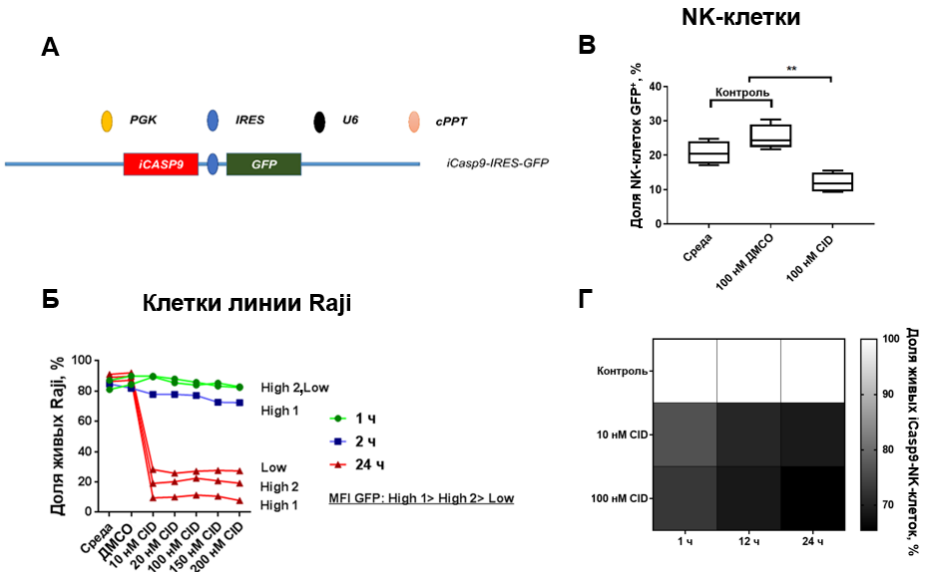 NK-клетки
А
PGK
IRES
U6
cPPT
iCASP9
GFP
iCasp9-IRES-GFP
В
Доля NK-клеток GFP⁺, %
40
30
20
10
0
Контроль
**
Среда
100 нМ ДМСО
100 нМ CID
Б
Клетки линии Raji
Доля живых Raji, %
100
80
60
40
20
0
Среда
ДМСО
10 нМ CID
20 нМ CID
100 нМ CID
150 нМ CID
200 нМ CID
High 2,Low
High 1
Low
High 2
High 1
1 ч
2 ч
24 ч
MFI GFP: High 1> High 2> Low
Г
Контроль
10 нМ CID
100 нМ CID
1 ч
12 ч
24 ч
100
90
80
70
Доля живых iCasp9-NK-клеток, %